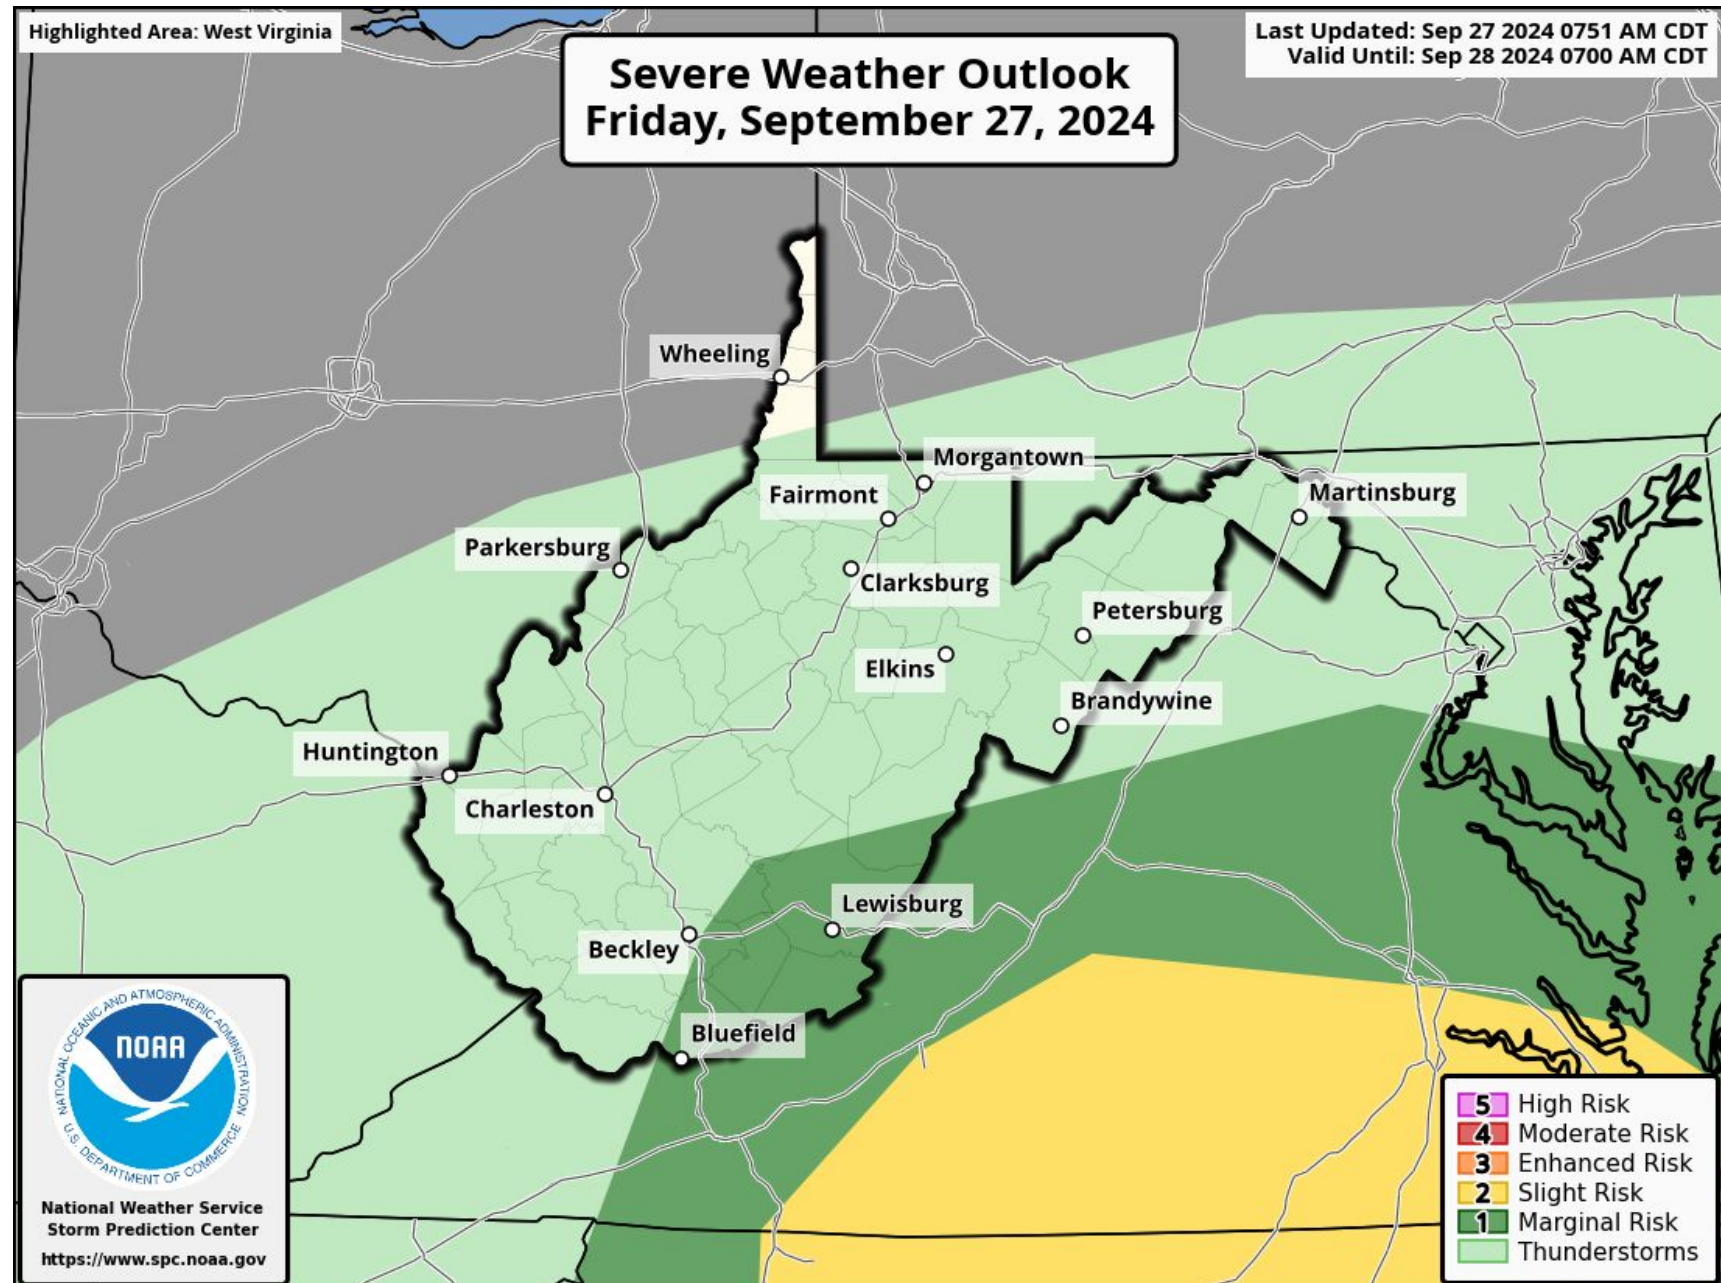 Highlighted Area: West Virginia
Last Updated: Sep 27 2024 0751 AM CDT
Valid Until: Sep 28 2024 0700 AM CDT
Severe Weather Outlook
Friday, September 27, 2024
Wheeling
Morgantown
Fairmont
Martinsburg
Parkersburg
Clarksburg
Petersburg
Elkins
Brandywine
Huntington
Charleston
Lewisburg
Beckley
Bluefield
NATIONAL OCEANIC AND ATMOSPHERIC ADMINISTRATION
NOAA
U.S. DEPARTMENT OF COMMERCE
National Weather Service
Storm Prediction Center
https://www.spc.noaa.gov
5 High Risk
4 Moderate Risk
3 Enhanced Risk
2 Slight Risk
1 Marginal Risk
Thunderstorms